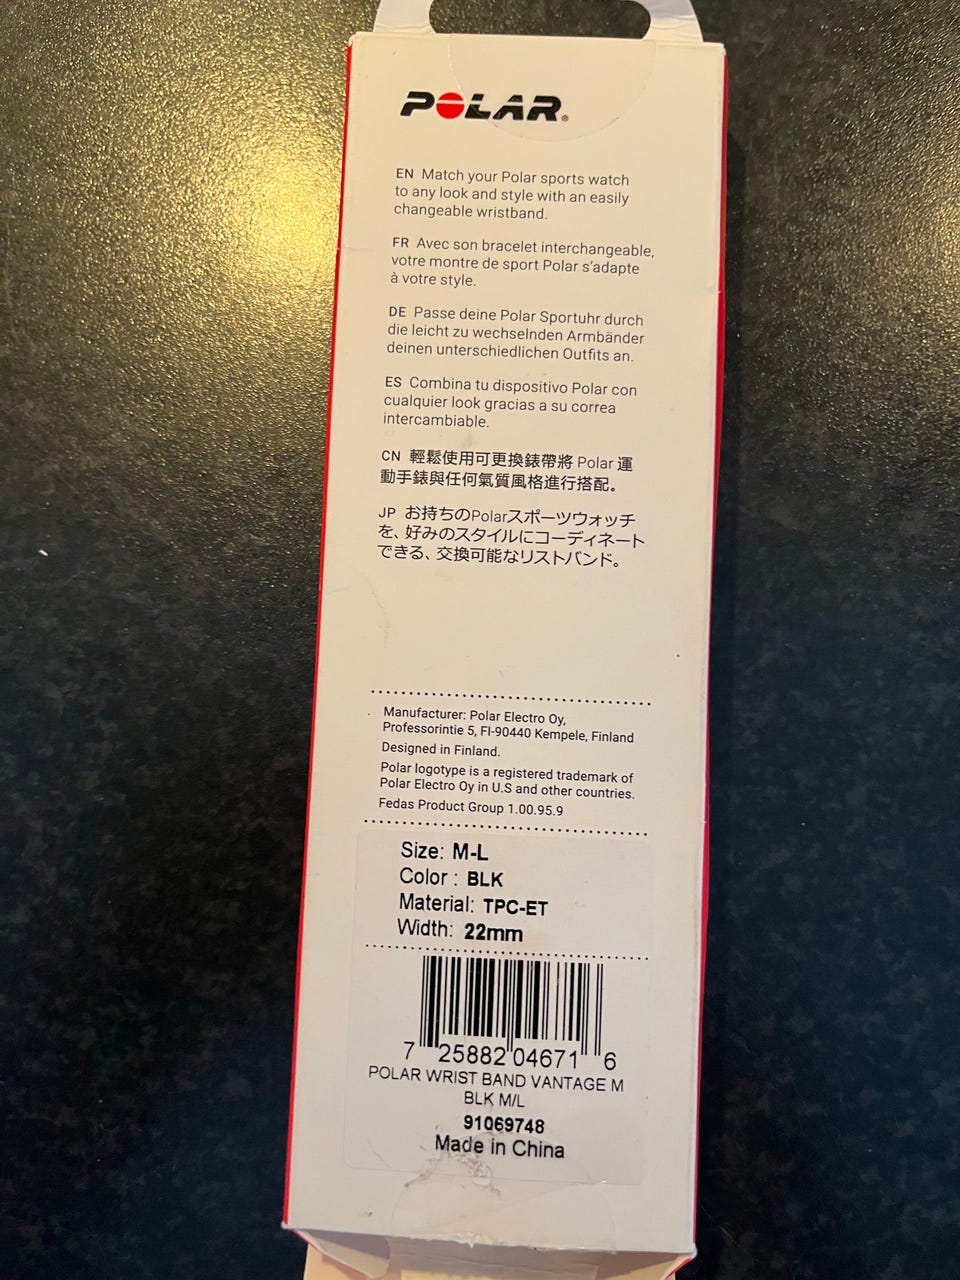 POLAR®
EN Match your Polar sports watch
to any look and style with an easily
changeable wristband.
FR Avec son bracelet interchangeable,
votre montre de sport Polar s’adapte
à votre style.
DE Passe deine Polar Sportuhr durch
die leicht zu wechselnden Armbänder
deinen unterschiedlichen Outfits an.
ES Combina tu dispositivo Polar con
cualquier look gracias a su correa
intercambiable.
CN 輕鬆使用可更換錶帶將 Polar 運
動手錶與任何氣質風格進行搭配。
JP お持ちのPolarスポーツウォッチ
を、好みのスタイルにコーディネート
できる、交換可能なリストバンド。
Manufacturer: Polar Electro Oy,
Professorintie 5, FI-90440 Kempele, Finland
Designed in Finland.
Polar logotype is a registered trademark of
Polar Electro Oy in U.S and other countries.
Fedas Product Group 1.00.95.9
Size: M-L
Color : BLK
Material: TPC-ET
Width: 22mm
7 25882 04671 6
POLAR WRIST BAND VANTAGE M
BLK M/L
91069748
Made in China